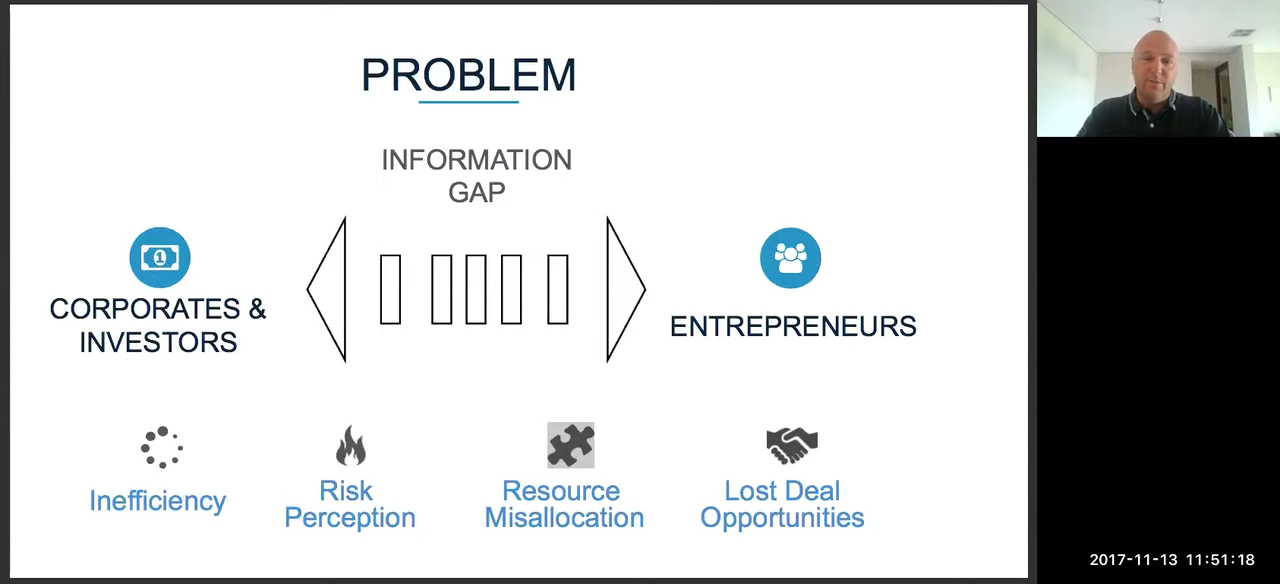 PROBLEM
INFORMATION
GAP
1
CORPORATES &
INVESTORS
ENTREPRENEURS
Inefficiency
Risk
Perception
Resource
Misallocation
Lost Deal
Opportunities
2017-11-13 11:51:18